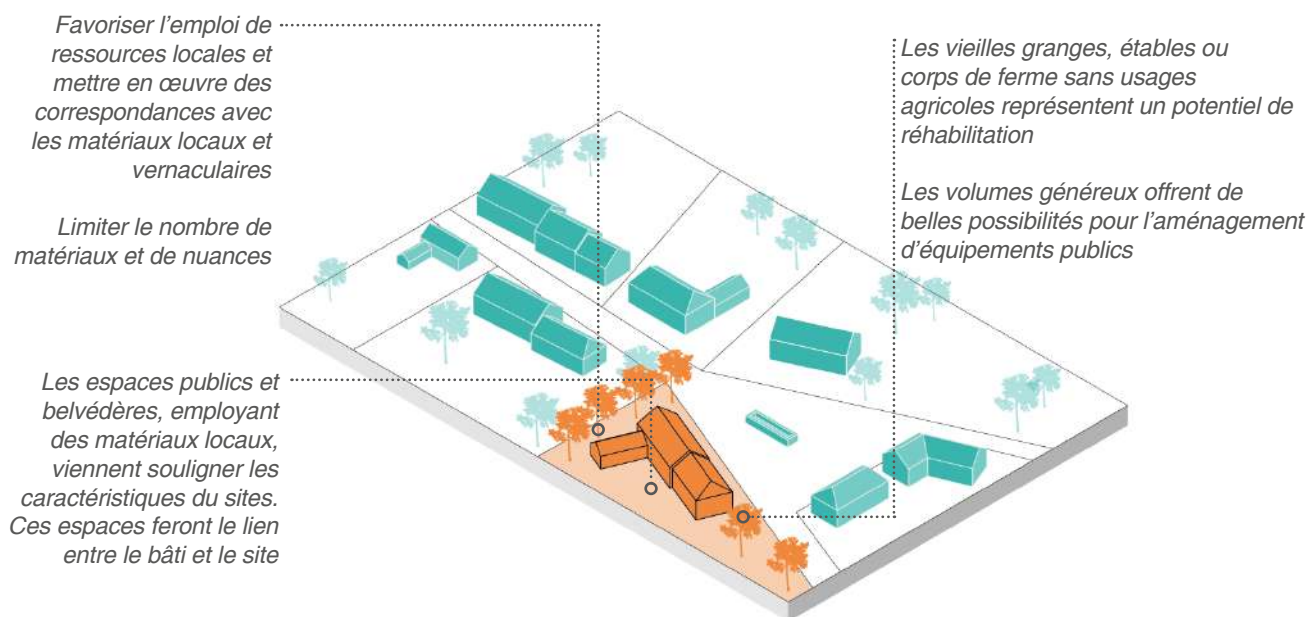 Favoriser l’emploi de
ressources locales et
mettre en œuvre des
correspondances avec
les matériaux locaux et
vernaculaires
Limiter le nombre de
matériaux et de nuances
Les espaces publics et
belvédères, employant
des matériaux locaux,
viennent souligner les
caractéristiques du sites.
Ces espaces feront le lien
entre le bâti et le site
Les vieilles granges, étables ou
corps de ferme sans usages
agricoles représentent un potentiel de
réhabilitation
Les volumes généreux offrent de
belles possibilités pour l’aménagement
d’équipements publics